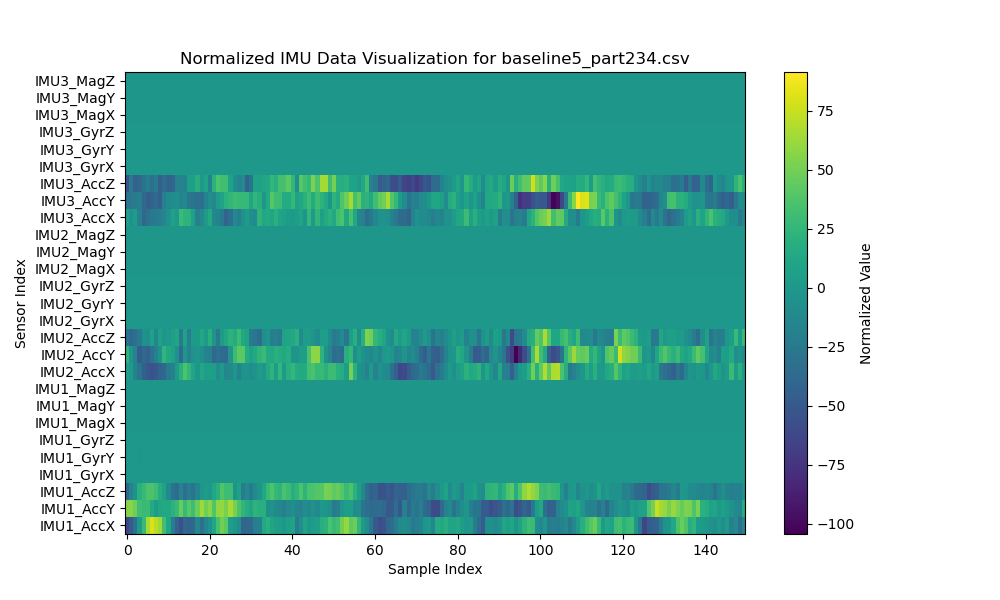 Normalized IMU Data Visualization for baseline5_part234.csv
IMU3_MagZ
IMU3_MagY
IMU3_MagX
IMU3_GyrZ
IMU3_GyrY
IMU3_GyrX
IMU3_AccZ
IMU3_AccY
IMU3_AccX
IMU2_MagZ
IMU2_MagY
IMU2_MagX
IMU2_GyrZ
IMU2_GyrY
IMU2_GyrX
IMU2_AccZ
IMU2_AccY
IMU2_AccX
IMU1_MagZ
IMU1_MagY
IMU1_MagX
IMU1_GyrZ
IMU1_GyrY
IMU1_GyrX
IMU1_AccZ
IMU1_AccY
IMU1_AccX
Sensor Index
0 20 40 60 80 100 120 140
Sample Index
75
50
25
0
−25
−50
−75
−100
Normalized Value